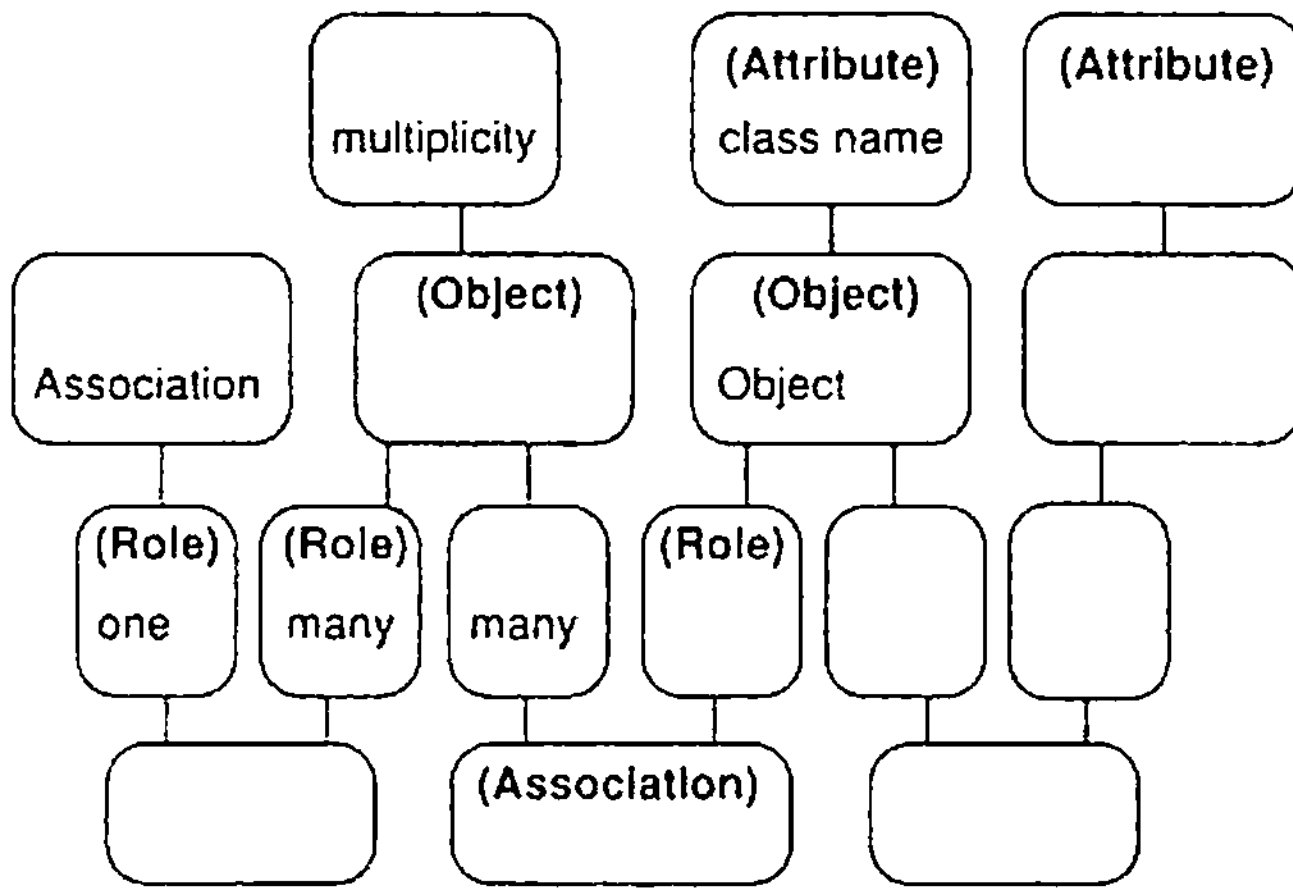 multiplicity
(Attribute)
class name
(Attribute)
Association
(Object)
(Object)
Object
(Role)
one
(Role)
many
many
(Role)
(Association)